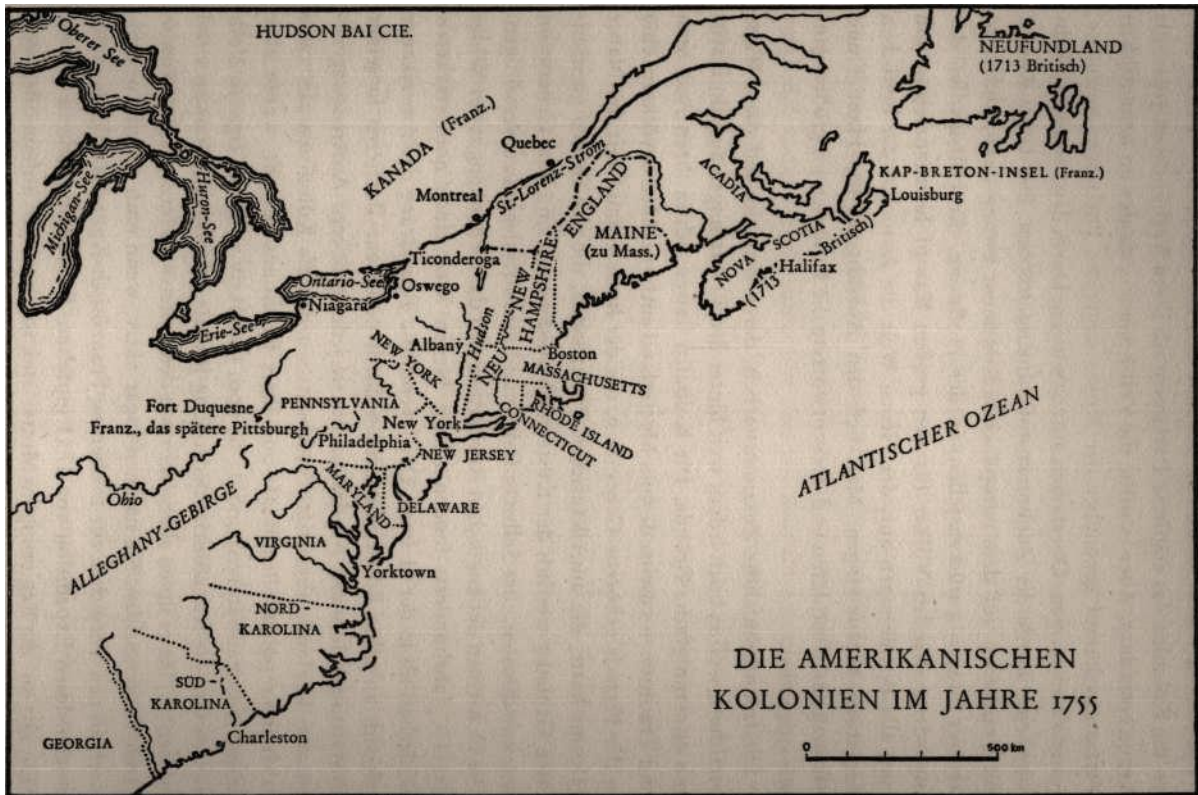 HUDSON BAI CIE.
Oberer See
NEUFUNDLAND
(1713 Britisch)
KANADA (Franz.)
Quebec
Michigan-See
Huron-See
St.-Lorenz-Strom
ACADIA
KAP-BRETON-INSEL (Franz.)
Louisburg
Montreal
NEU ENGLAND
MAINE
(zu Mass.)
NOVA SCOTIA
(1713 Britisch)
Halifax
Ticonderoga
Ontario-See
Oswego
Niagara
NEW
HAMPSHIRE
Erie-See
Albany
Hudson
Boston
NEW YORK
MASSACHUSETTS
PENNSYLVANIA
RHODE ISLAND
CONNECTICUT
Fort Duquesne
Franz., das spätere Pittsburgh
New York
Philadelphia
NEW JERSEY
ATLANTISCHER OZEAN
Ohio
MARYLAND
DELAWARE
ALLEGHANY-GEBIRGE
VIRGINIA
Yorktown
NORD-
KAROLINA
SÜD-
KAROLINA
GEORGIA
Charleston
DIE AMERIKANISCHEN
KOLONIEN IM JAHRE 1755
0 500 km